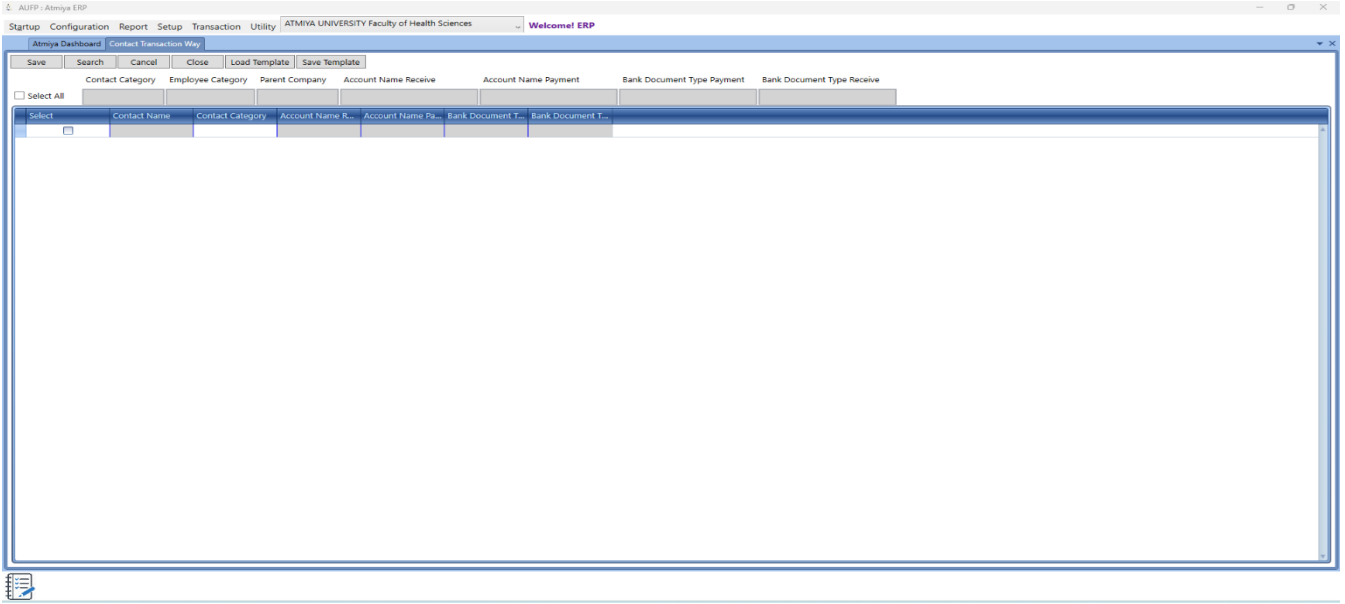 AUFP : Atmiya ERP
Startup Configuration Report Setup Transaction Utility ATMIYA UNIVERSITY Faculty of Health Sciences Welcome! ERP
Atmiya Dashboard Contact Transaction Way
Save Search Cancel Close Load Template Save Template
Contact Category Employee Category Parent Company Account Name Receive Account Name Payment Bank Document Type Payment Bank Document Type Receive
Select All
Select Contact Name Contact Category Account Name R... Account Name Pa... Bank Document T... Bank Document T...